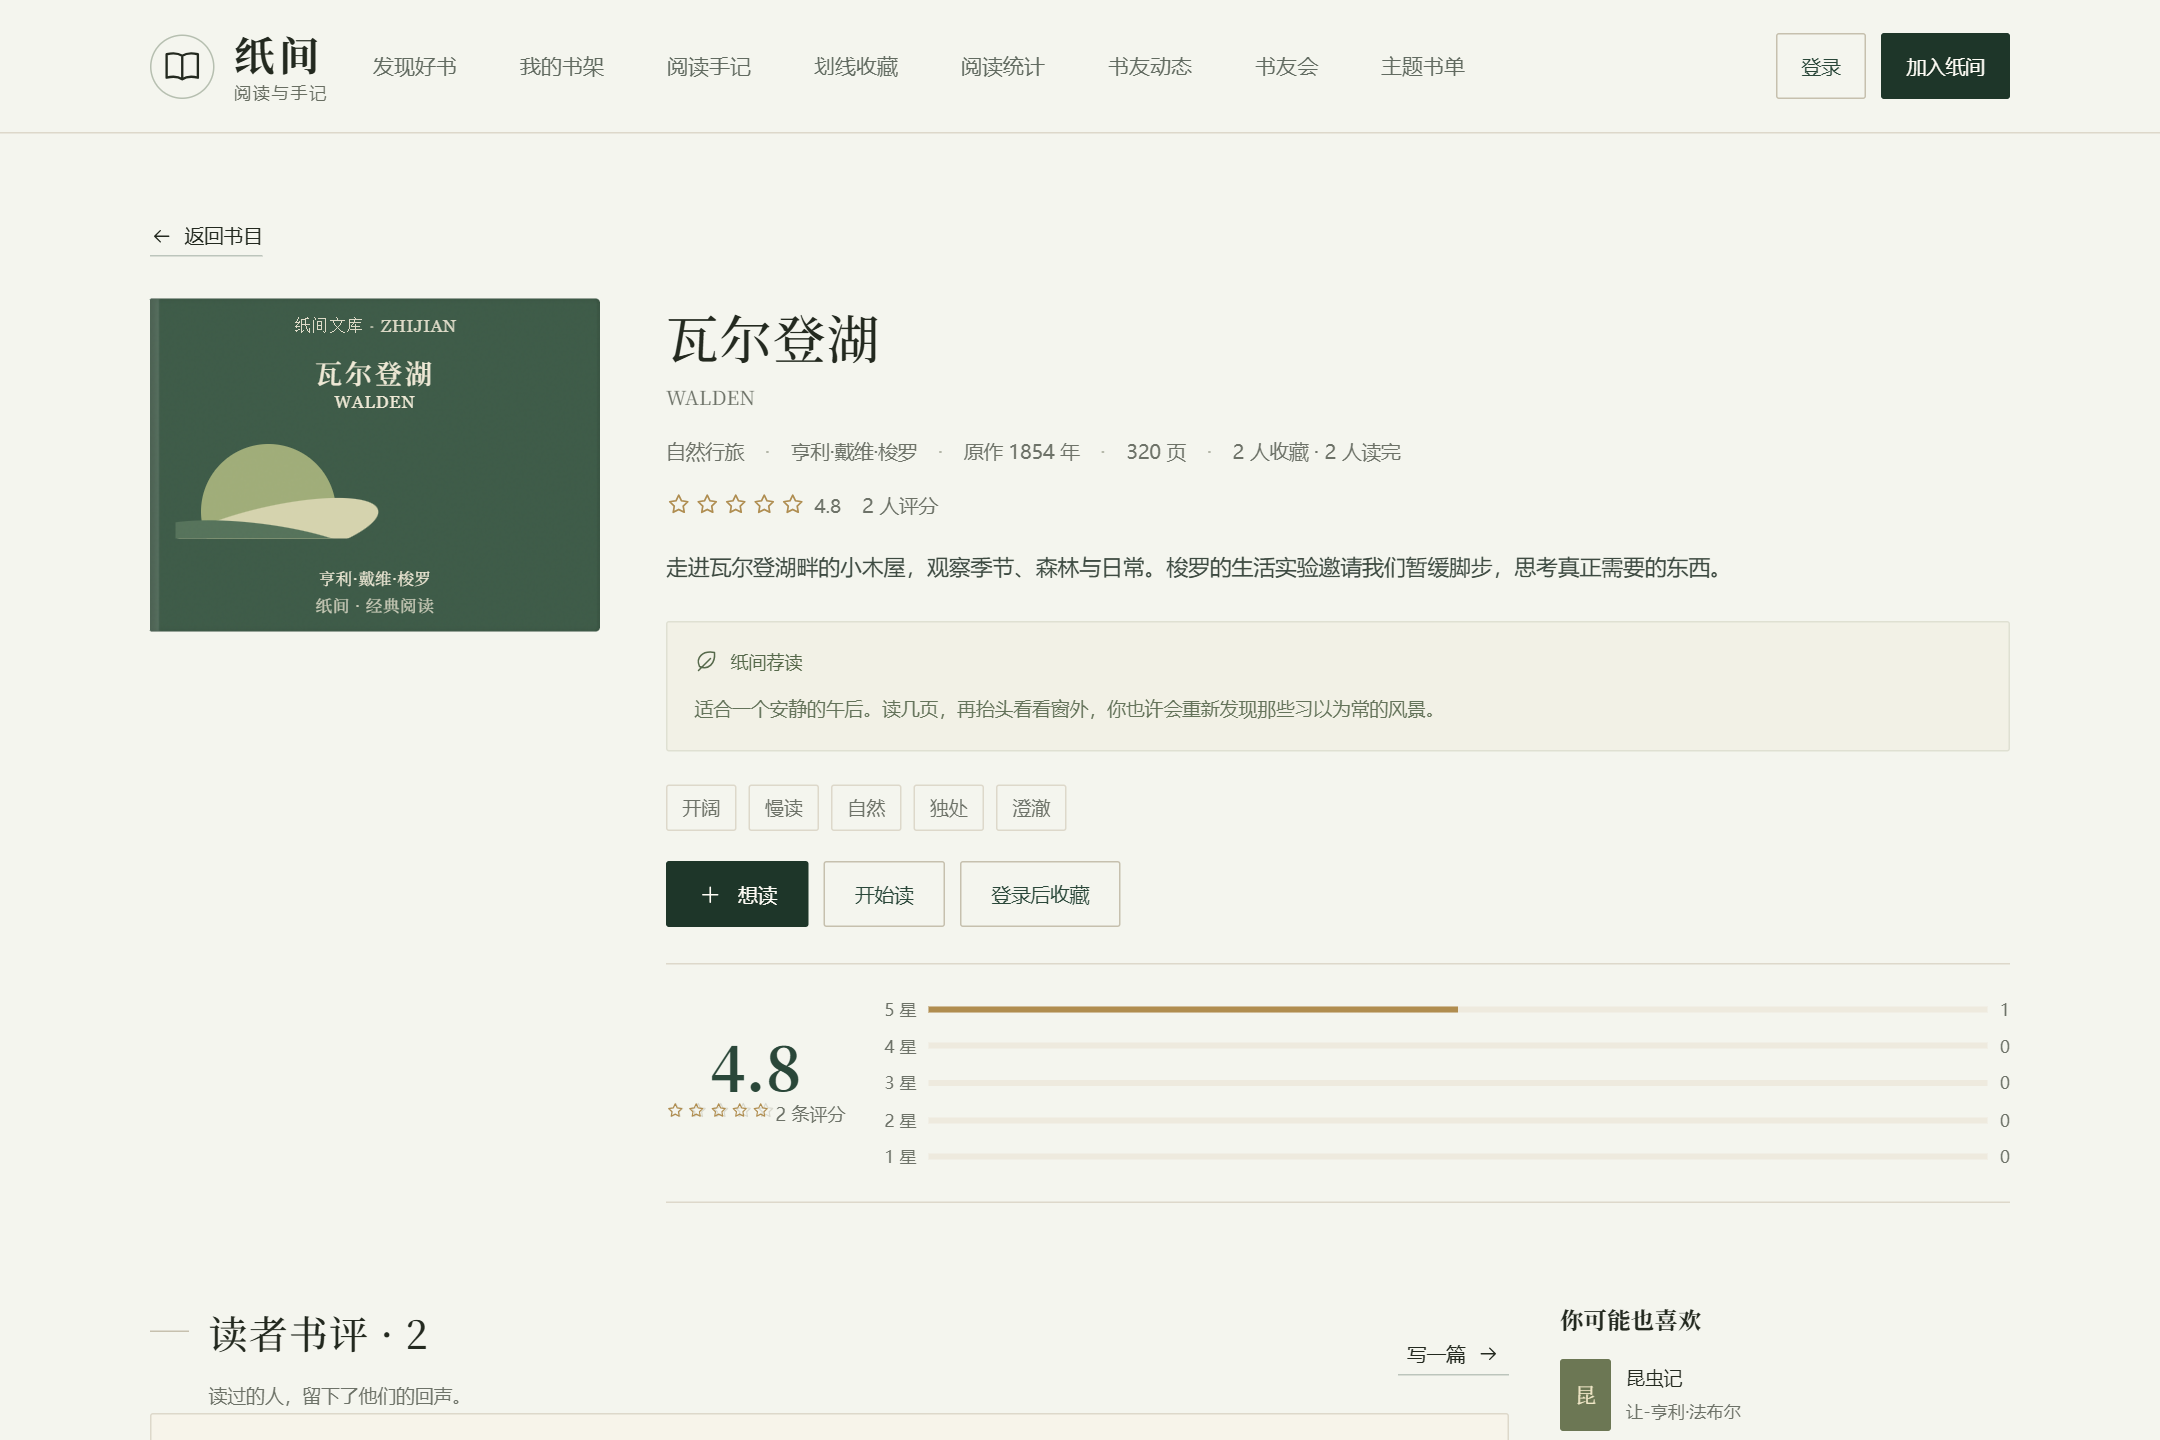 纸间
阅读与手记
发现好书 我的书架 阅读手记 划线收藏 阅读统计 书友动态 书友会 主题书单
登录 加入纸间
← 返回书目
纸间文库 · ZHIJIAN
瓦尔登湖
WALDEN
亨利·戴维·梭罗
纸间 · 经典阅读
瓦尔登湖
WALDEN
自然行旅 · 亨利·戴维·梭罗 · 原作 1854 年 · 320 页 · 2 人收藏 · 2 人读完
4.8 2 人评分
走进瓦尔登湖畔的小木屋，观察季节、森林与日常。梭罗的生活实验邀请我们暂缓脚步，思考真正需要的东西。
纸间荐读
适合一个安静的午后。读几页，再抬头看看窗外，你也许会重新发现那些习以为常的风景。
开阔 慢读 自然 独处 澄澈
+ 想读 开始读 登录后收藏
4.8
2 条评分
5 星 1
4 星 0
3 星 0
2 星 0
1 星 0
读者书评 · 2
读过的人，留下了他们的回声。
写一篇 →
你可能也喜欢
昆
昆虫记
让-亨利·法布尔